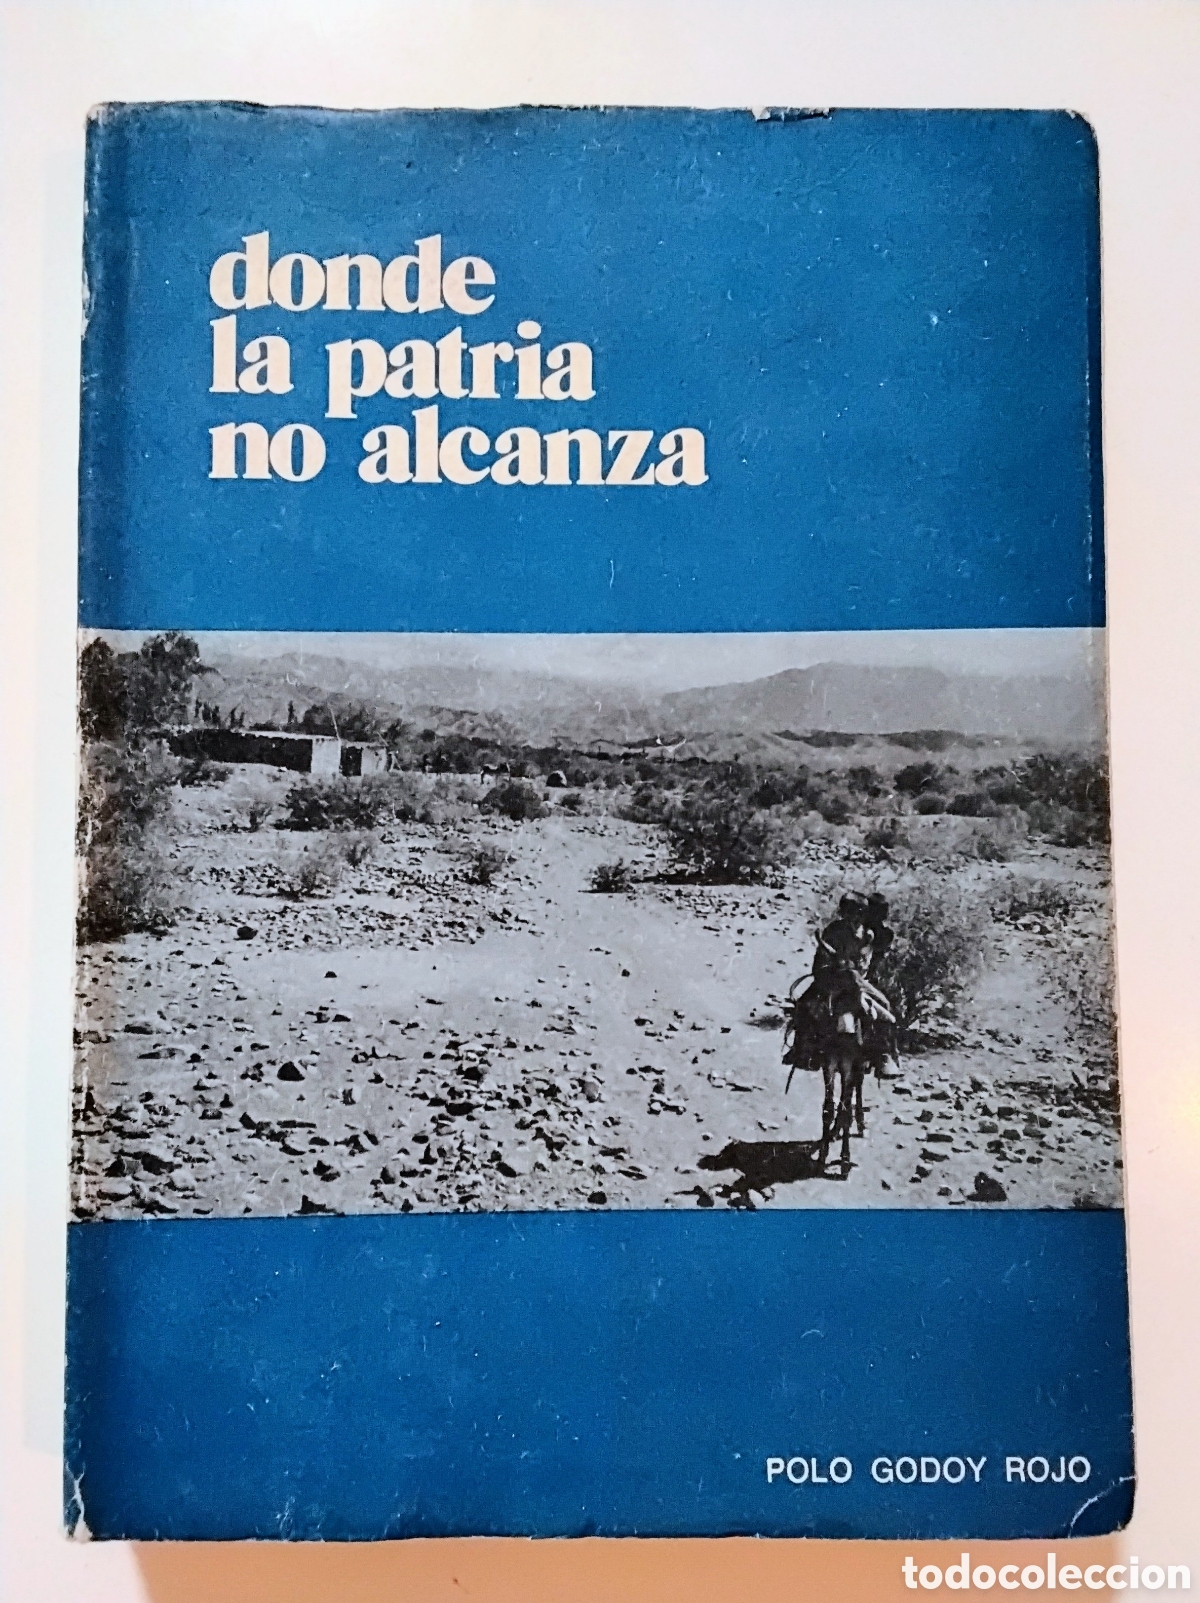 donde
la patria
no alcanza
POLO GODOY ROJO
todocoleccion